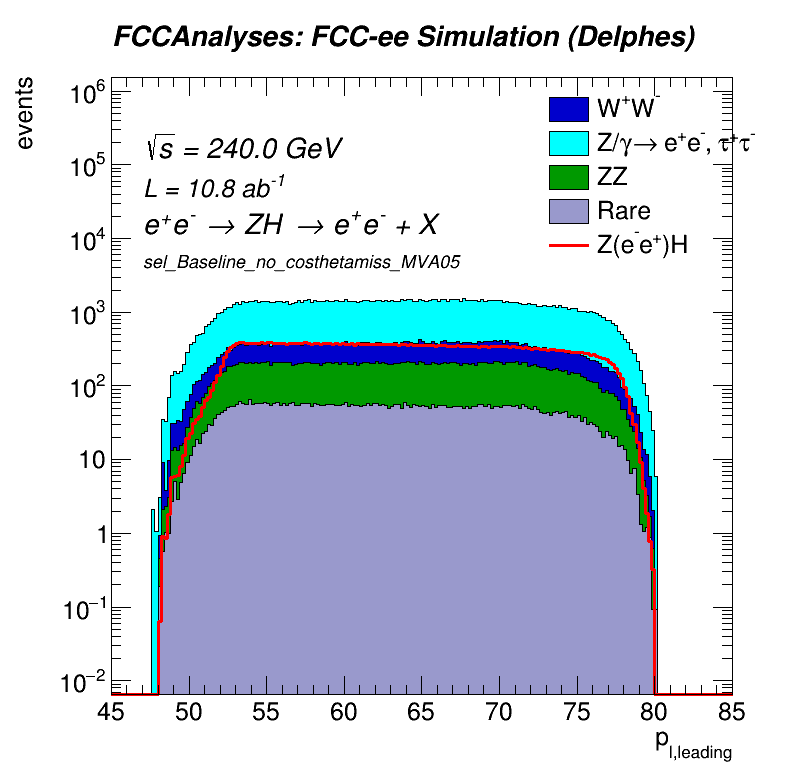 FCCAnalyses: FCC-ee Simulation (Delphes)
events
10⁶
10⁵
10⁴
10³
10²
10
1
10⁻¹
10⁻²
√s = 240.0 GeV
L = 10.8 ab⁻¹
e⁺e⁻ → ZH → e⁺e⁻ + X
sel_Baseline_no_costhetamiss_MVA05
W⁺W⁻
Z/γ→ e⁺e⁻, τ⁺τ⁻
ZZ
Rare
Z(e⁻e⁺)H
45 50 55 60 65 70 75 80 85
p_l,leading